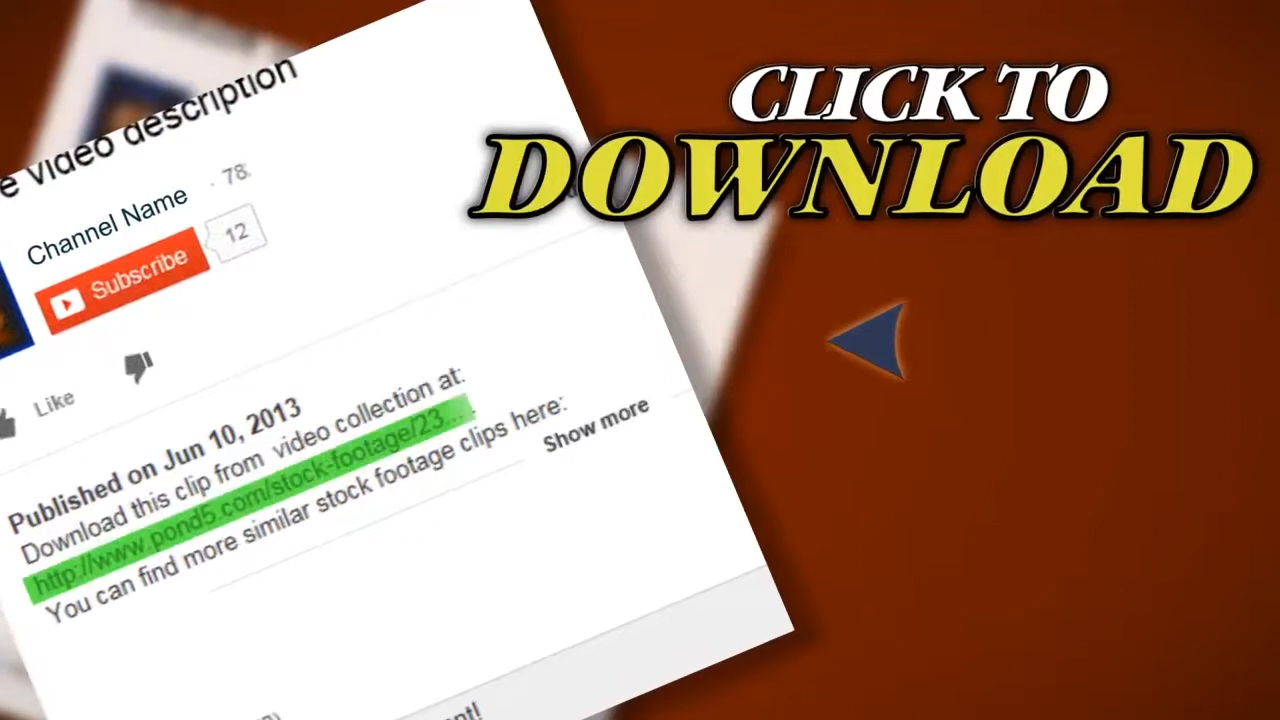 CLICK TO
DOWNLOAD
e video description
Channel Name
78
Subscribe
12
Like
Published on Jun 10, 2013
Download this clip from video collection at:
http://www.pond5.com/stock-footage/23...
You can find more similar stock footage clips here:
Show more